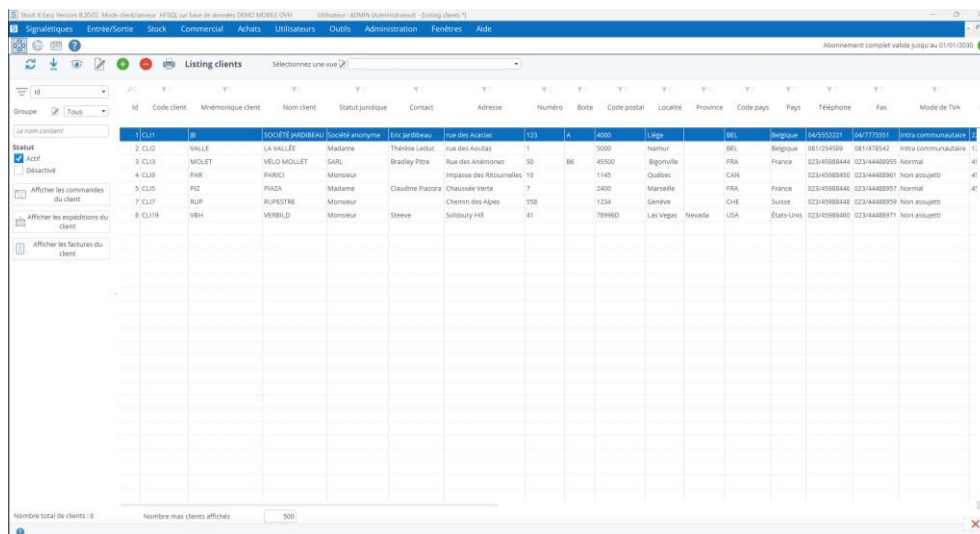 Stock It Easy Version 8.20.02 Mode client/serveur HFSQL sur base de données DEMO MOBILE OVH Utilisateur : ADMIN (Administrateur) - [Listing clients *]
Signalétiques Entrée/Sortie Stock Commercial Achats Utilisateurs Outils Administration Fenêtres Aide
Abonnement complet valide jusqu'au 01/01/2030
Listing clients Sélectionnez une vue
Id
Groupe Tous
Le nom contient
Statut
Actif
Désactivé
Afficher les commandes
du client
Afficher les expéditions du
client
Afficher les factures du
client
Id Code client Mnémonique client Nom client Statut juridique Contact Adresse Numéro Boite Code postal Localité Province Code pays Pays Téléphone Fax Mode de TVA
1 CLI1 JB SOCIÉTÉ JARDIBEAU Société anonyme Eric Jardibeau rue des Acacias 123 A 4000 Liège BEL Belgique 04/5552221 04/7775551 Intra communautaire
2 CLI2 VALLE LA VALLÉE Madame Thérèse Leduc rue des Aoutas 1 5000 Namur BEL Belgique 081/254589 081/478542 Intra communautaire
3 CLI3 MOLET VÉLO MOLLET SARL Bradley Pitre Rue des Anémones 50 B6 45500 Bigonville FRA France 023/45988444 023/44488955 Normal
4 CLI9 PAR PARICI Monsieur Impasse des Ritournelles 10 1145 Québec CAN 023/45988450 023/44488961 Non assujetti
5 CLI5 PIZ PIAZA Madame Claudine Piazora Chaussée Verte 7 2400 Marseille FRA France 023/45988446 023/44488957 Normal
7 CLI7 RUP RUPESTRE Monsieur Chemin des Alpes 558 1234 Genève CHE Suisse 023/45988448 023/44488959 Non assujetti
8 CLI19 VBH VERBILD Monsieur Steeve Solsbury Hill 41 78996D Las Vegas Nevada USA États-Unis 023/45988460 023/44488971 Non assujetti
Nombre total de clients : 8 Nombre max clients affichés 500